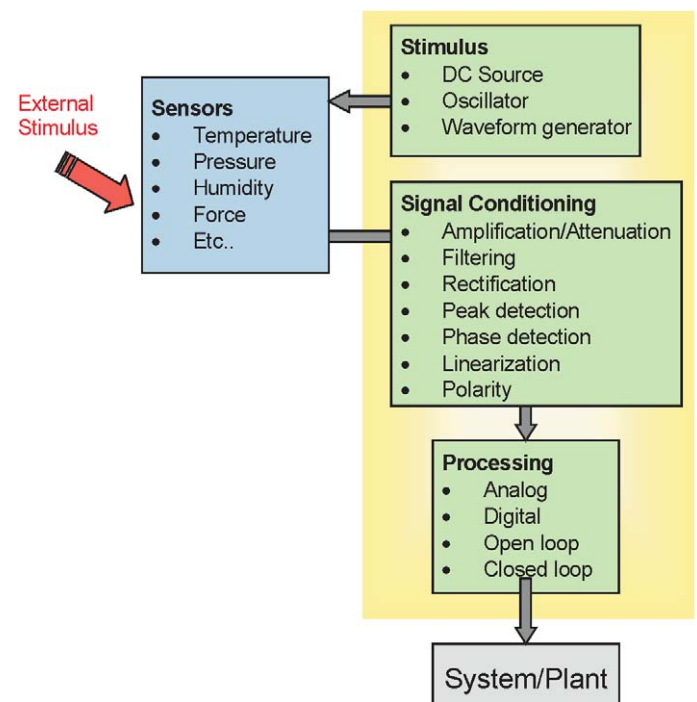 External
Stimulus
Sensors
• Temperature
• Pressure
• Humidity
• Force
• Etc..
Stimulus
• DC Source
• Oscillator
• Waveform generator
Signal Conditioning
• Amplification/Attenuation
• Filtering
• Rectification
• Peak detection
• Phase detection
• Linearization
• Polarity
Processing
• Analog
• Digital
• Open loop
• Closed loop
System/Plant